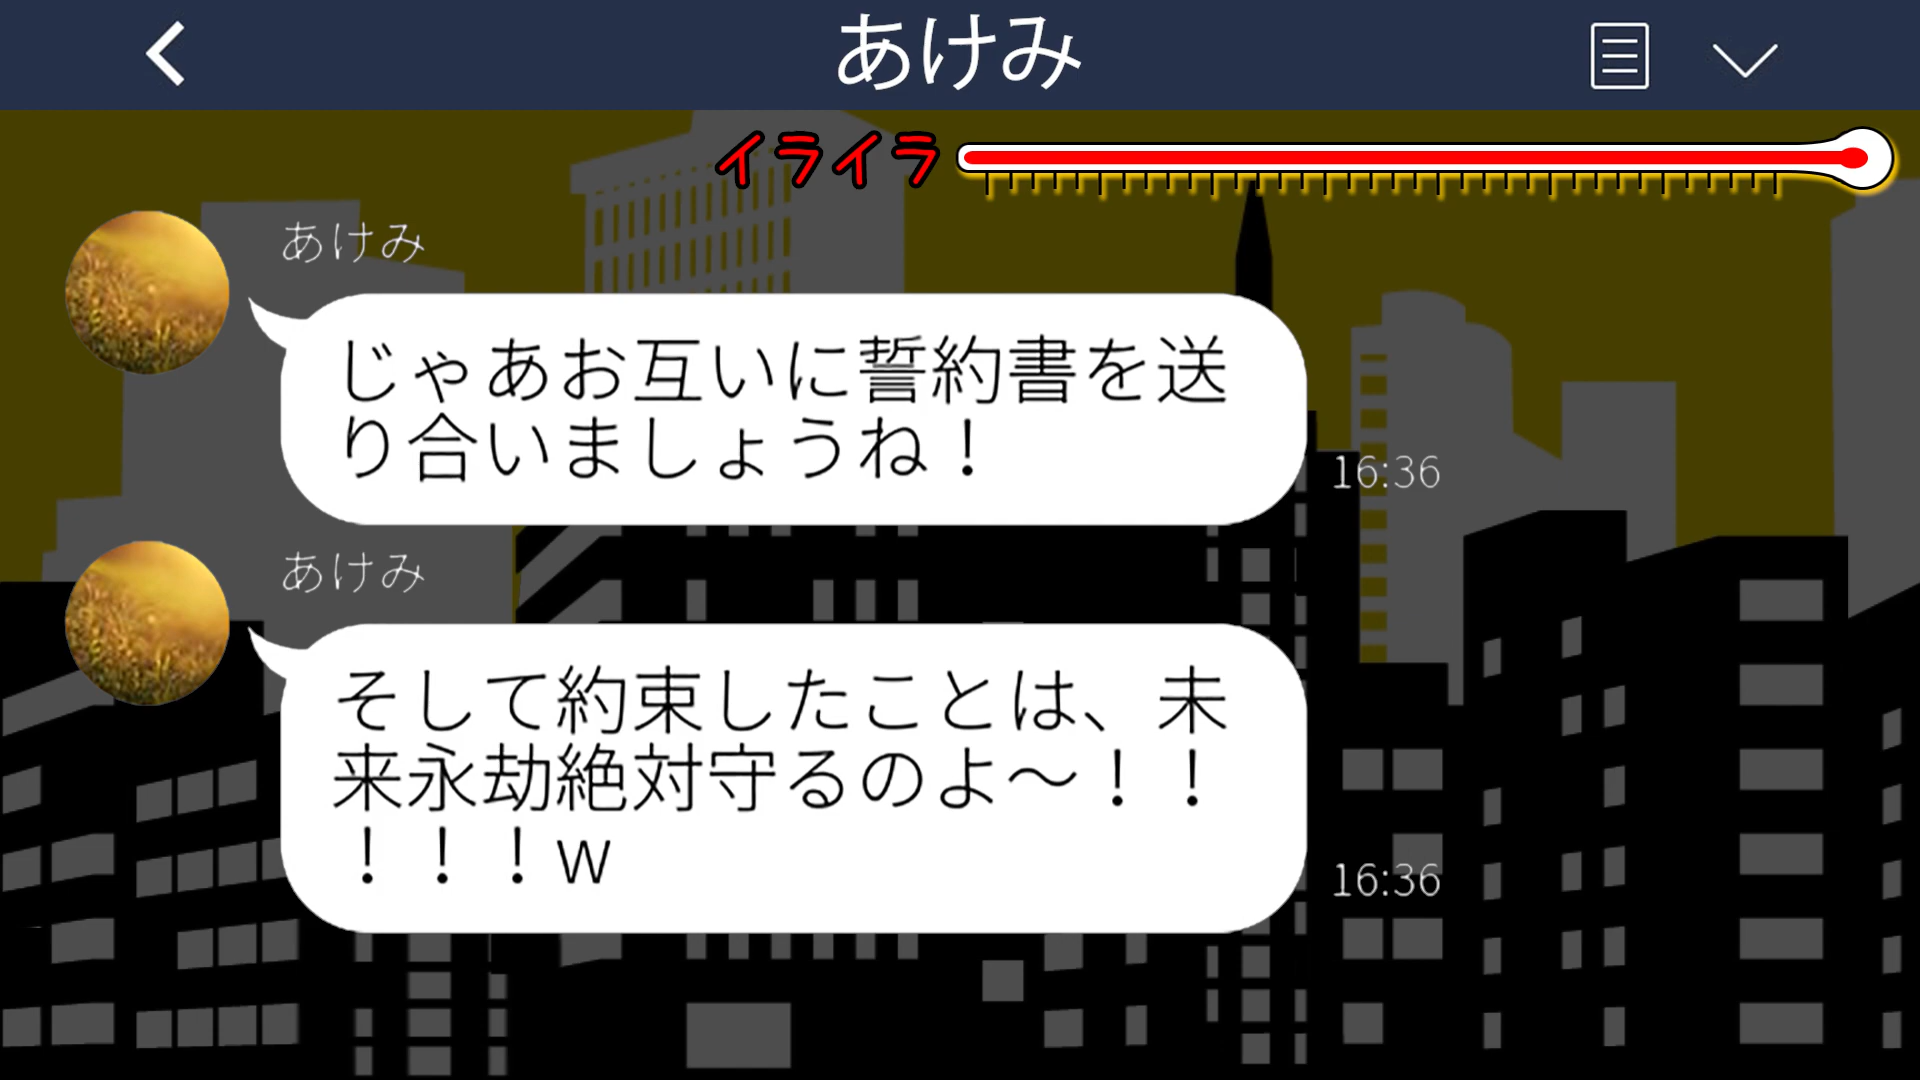 あけみ
イライラ
あけみ
じゃあお互いに誓約書を送
り合いましょうね！
16:36
あけみ
そして約束したことは、未
来永劫絶対守るのよ～！！
！！！w
16:36